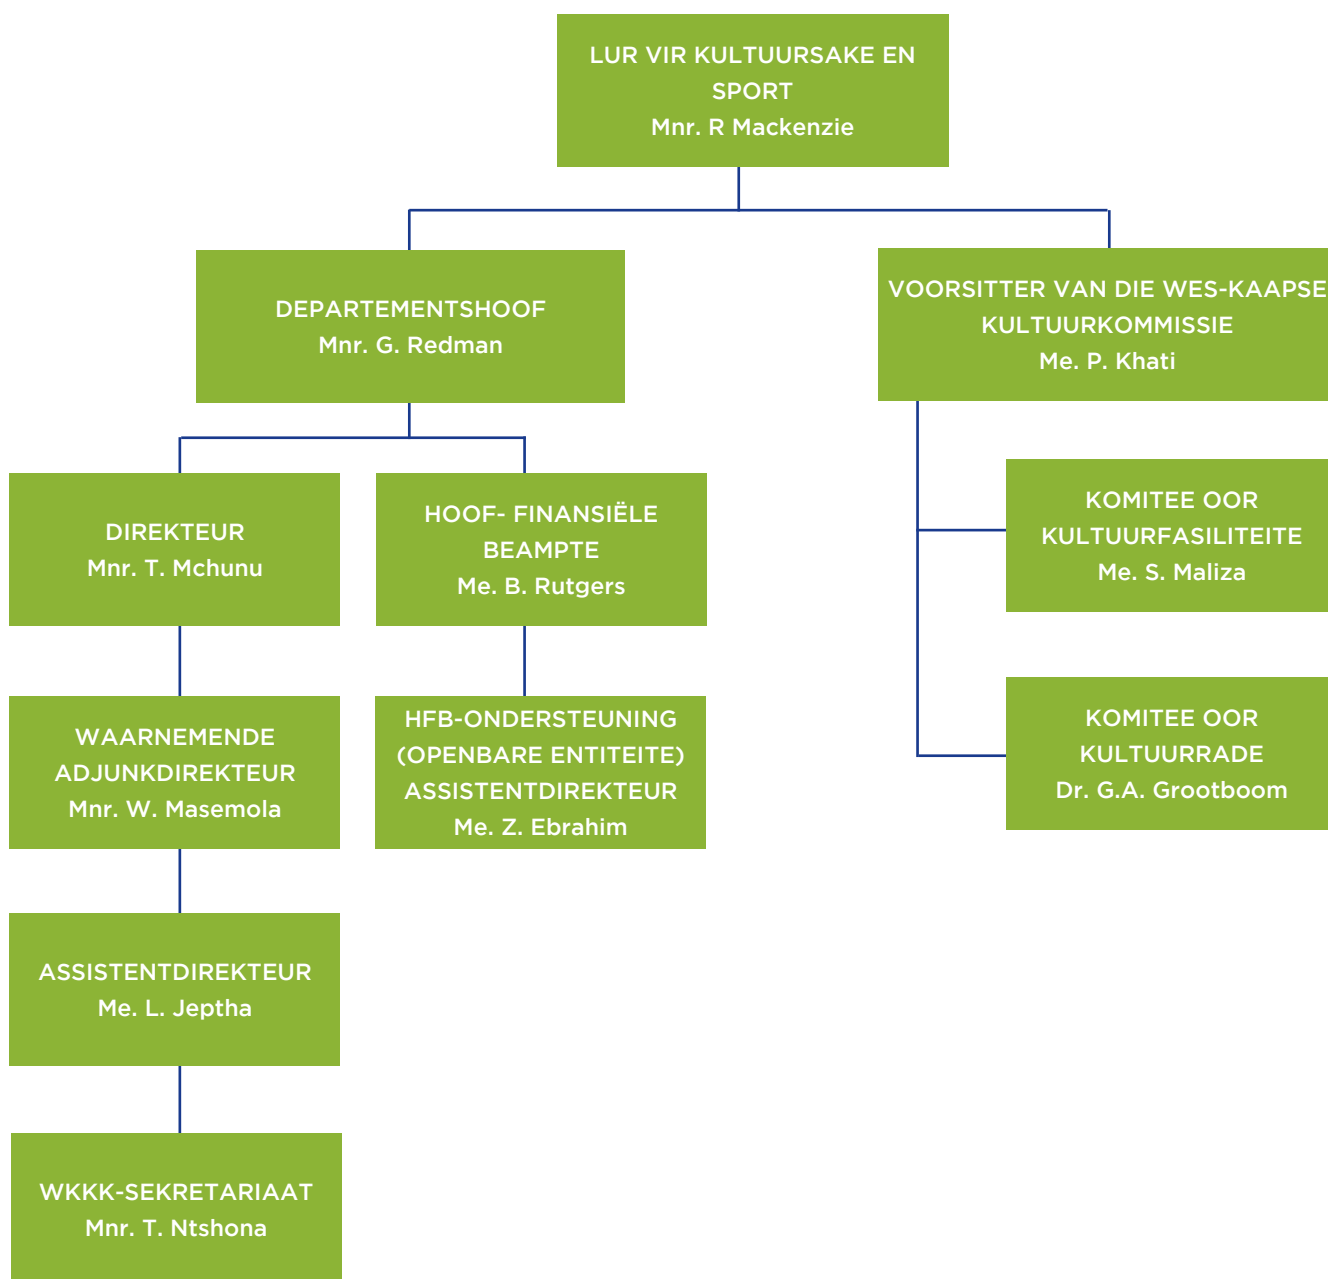 LUR VIR KULTUURSAKE EN
SPORT
Mnr. R Mackenzie
DEPARTEMENTSHOOF
Mnr. G. Redman
VOORSITTER VAN DIE WES-KAAPSE
KULTUURKOMMISSIE
Me. P. Khati
DIREKTEUR
Mnr. T. Mchunu
HOOF- FINANSIËLE
BEAMPTE
Me. B. Rutgers
KOMITEE OOR
KULTUURFASILITEITE
Me. S. Maliza
WAARNEMENDE
ADJUNKDIREKTEUR
Mnr. W. Masemola
HFB-ONDERSTEUNING
(OPENBARE ENTITEITE)
ASSISTENTDIREKTEUR
Me. Z. Ebrahim
KOMITEE OOR
KULTUURRADE
Dr. G.A. Grootboom
ASSISTENTDIREKTEUR
Me. L. Jeptha
WKKK-SEKRETARIAAT
Mnr. T. Ntshona